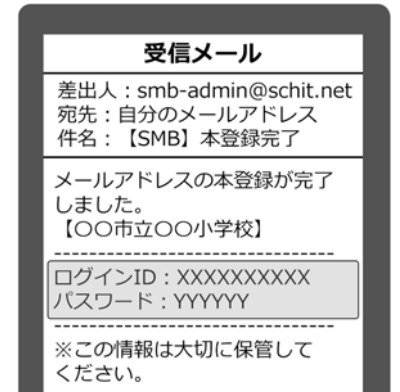 受信メール
差出人：smb-admin@schit.net
宛先：自分のメールアドレス
件名：【SMB】本登録完了
メールアドレスの本登録が完了
しました。
【○○市立○○小学校】
--------------------------------
ログインID：XXXXXXXXXX
パスワード：YYYYYY
--------------------------------
※この情報は大切に保管して
ください。